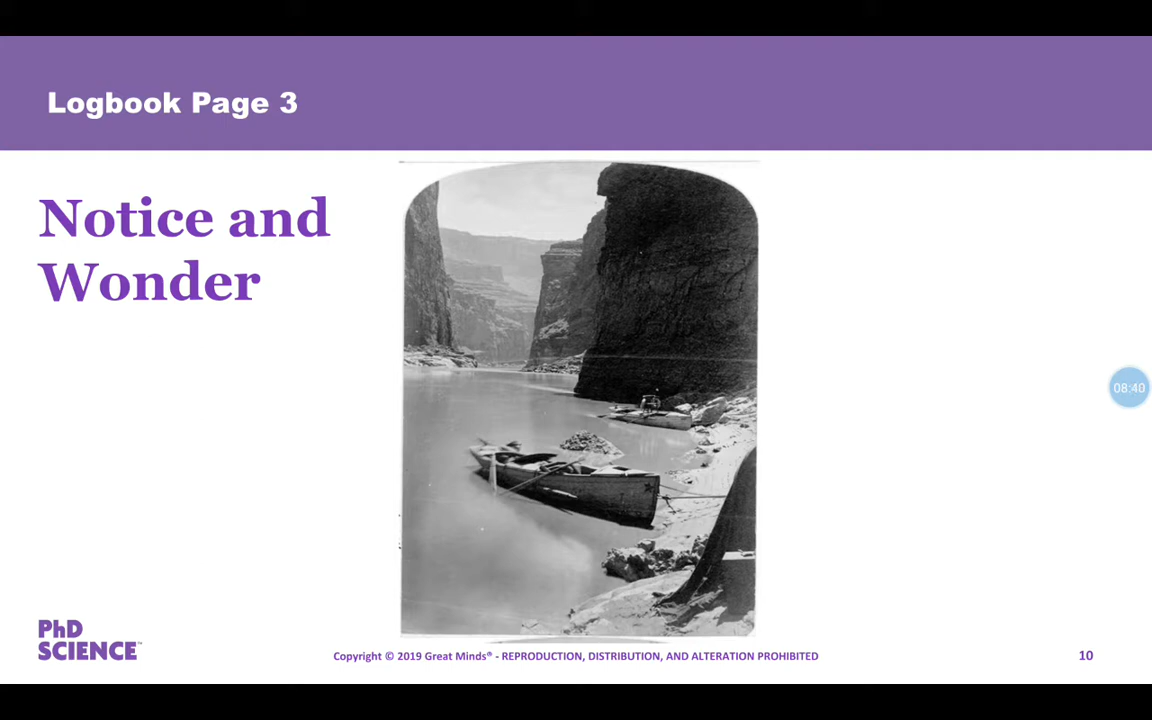 Logbook Page 3
Notice and
Wonder
08:40
PhD
SCIENCE™
Copyright © 2019 Great Minds® - REPRODUCTION, DISTRIBUTION, AND ALTERATION PROHIBITED
10